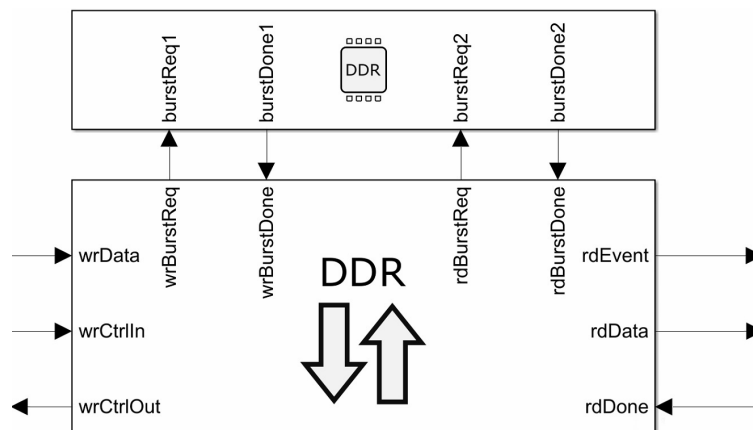 burstReq1
burstDone1
DDR
burstReq2
burstDone2
wrBurstReq
wrBurstDone
rdBurstReq
rdBurstDone
wrData
DDR
rdEvent
wrCtrlIn
rdData
wrCtrlOut
rdDone